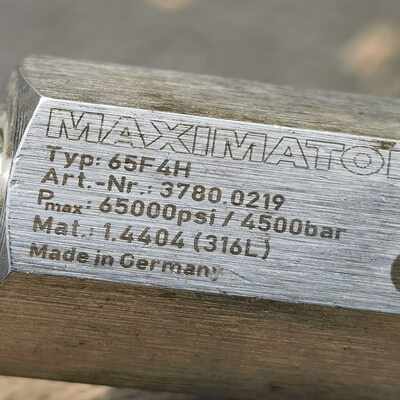 MAXIMATO
Typ: 65F4H
Art.-Nr.: 3780.0219
Pmax: 65000psi / 4500bar
Mat.: 1.4404 (316L)
Made in Germany